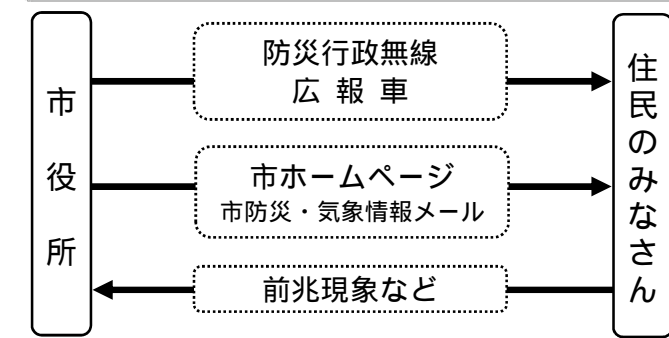 市役所
防災行政無線
広報車
市ホームページ
市防災・気象情報メール
前兆現象など
住民のみなさん